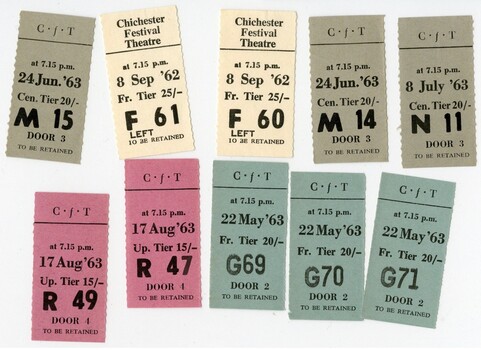 C·f·T
at 7.15 p.m.
24 Jun.'63
Cen. Tier 20/-
M 15
DOOR 3
TO BE RETAINED
Chichester
Festival
Theatre
at 7.15 p.m.
8 Sep '62
Fr. Tier 25/-
F 61
LEFT
TO BE RETAINED
Chichester
Festival
Theatre
at 7.15 p.m.
8 Sep '62
Fr. Tier 25/-
F 60
LEFT
TO BE RETAINED
C·f·T
at 7.15 p.m.
24 Jun.'63
Cen. Tier 20/-
M 14
DOOR 3
TO BE RETAINED
C·f·T
at 7.15 p.m.
8 July '63
Cen. Tier 20/-
N 11
DOOR 3
TO BE RETAINED
C·f·T
at 7.15 p.m.
17 Aug '63
Up. Tier 15/-
R 49
DOOR 4
TO BE RETAINED
C·f·T
at 7.15 p.m.
17 Aug '63
Up. Tier 15/-
R 47
DOOR 4
TO BE RETAINED
C·f·T
at 7.15 p.m.
22 May '63
Fr. Tier 20/-
G69
DOOR 2
TO BE RETAINED
C·f·T
at 7.15 p.m.
22 May '63
Fr. Tier 20/-
G70
DOOR 2
TO BE RETAINED
C·f·T
at 7.15 p.m.
22 May '63
Fr. Tier 20/-
G71
DOOR 2
TO BE RETAINED